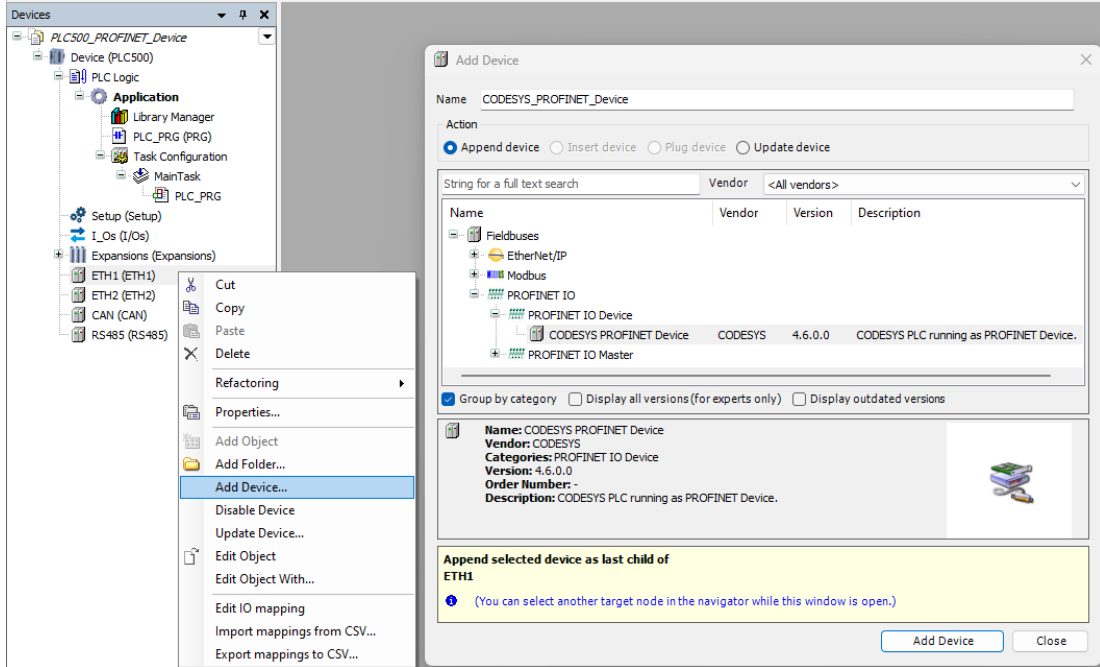 Devices
PLC500_PROFINET_Device
Device (PLC500)
PLC Logic
Application
Library Manager
PLC_PRG (PRG)
Task Configuration
MainTask
PLC_PRG
Setup (Setup)
I_Os (I/Os)
Expansions (Expansions)
ETH1 (ETH1)
ETH2 (ETH2)
CAN (CAN)
RS485 (RS485)
Cut
Copy
Paste
Delete
Refactoring
Properties...
Add Object
Add Folder...
Add Device...
Disable Device
Update Device...
Edit Object
Edit Object With...
Edit IO mapping
Import mappings from CSV...
Export mappings to CSV...
Add Device
Name CODESYS_PROFINET_Device
Action
Append device Insert device Plug device Update device
String for a full text search Vendor <All vendors>
Name Vendor Version Description
Fieldbuses
EtherNet/IP
Modbus
PROFINET IO
PROFINET IO Device
CODESYS PROFINET Device CODESYS 4.6.0.0 CODESYS PLC running as PROFINET Device.
PROFINET IO Master
Group by category Display all versions (for experts only) Display outdated versions
Name: CODESYS PROFINET Device
Vendor: CODESYS
Categories: PROFINET IO Device
Version: 4.6.0.0
Order Number: -
Description: CODESYS PLC running as PROFINET Device.
Append selected device as last child of
ETH1
(You can select another target node in the navigator while this window is open.)
Add Device Close